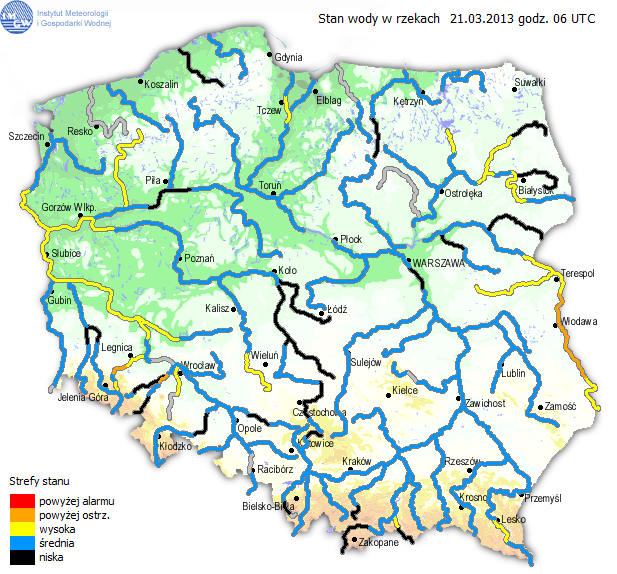 Instytut Meteorologii
i Gospodarki Wodnej
Stan wody w rzekach 21.03.2013 godz. 06 UTC
Gdynia
Koszalin
Suwałki
Elbląg
Kętrzyn
Tczew
Resko
Szczecin
Piła
Toruń
Ostrołęka
Białystok
Gorzów Wlkp.
Płock
Słubice
Poznań
Koło
WARSZAWA
Terespol
Gubin
Kalisz
Łódź
Włodawa
Legnica
Wrocław
Wieluń
Sulejów
Lublin
Jelenia Góra
Kielce
Zawichost
Zamość
Częstochowa
Opole
Kłodzko
Katowice
Racibórz
Kraków
Rzeszów
Bielsko-Biała
Krosno
Przemyśl
Lesko
Zakopane
Strefy stanu
powyżej alarmu
powyżej ostrz.
wysoka
średnia
niska